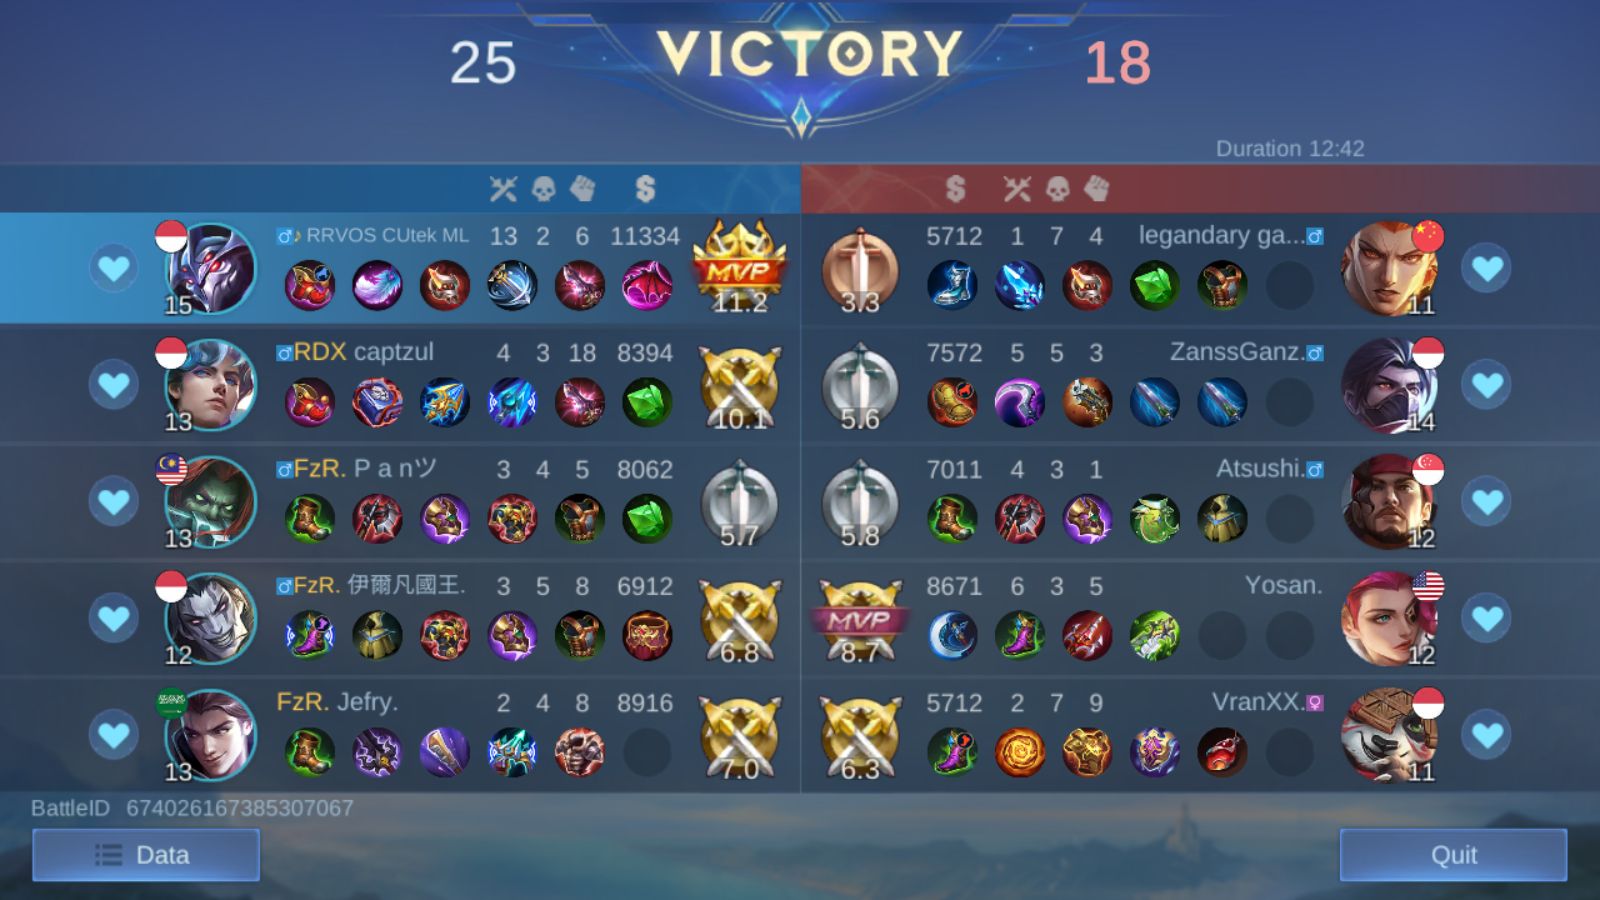 25 VICTORY 18
Duration 12:42
RRVOS CUtek ML 13 2 6 11334
MVP 11.2
15
3.3
5712 1 7 4 legendary ga...
11
RDX captzul 4 3 18 8394
10.1
13
5.6
7572 5 5 3 ZanssGanz.
14
FzR. P a nツ 3 4 5 8062
5.7
13
5.8
7011 4 3 1 Atsushi.
12
FzR. 伊爾凡國王. 3 5 8 6912
6.8
12
MVP 8.7
8671 6 3 5 Yosan.
12
FzR. Jefry. 2 4 8 8916
7.0
13
6.3
5712 2 7 9 VranXX.
11
BattleID 674026167385307067
Data
Quit